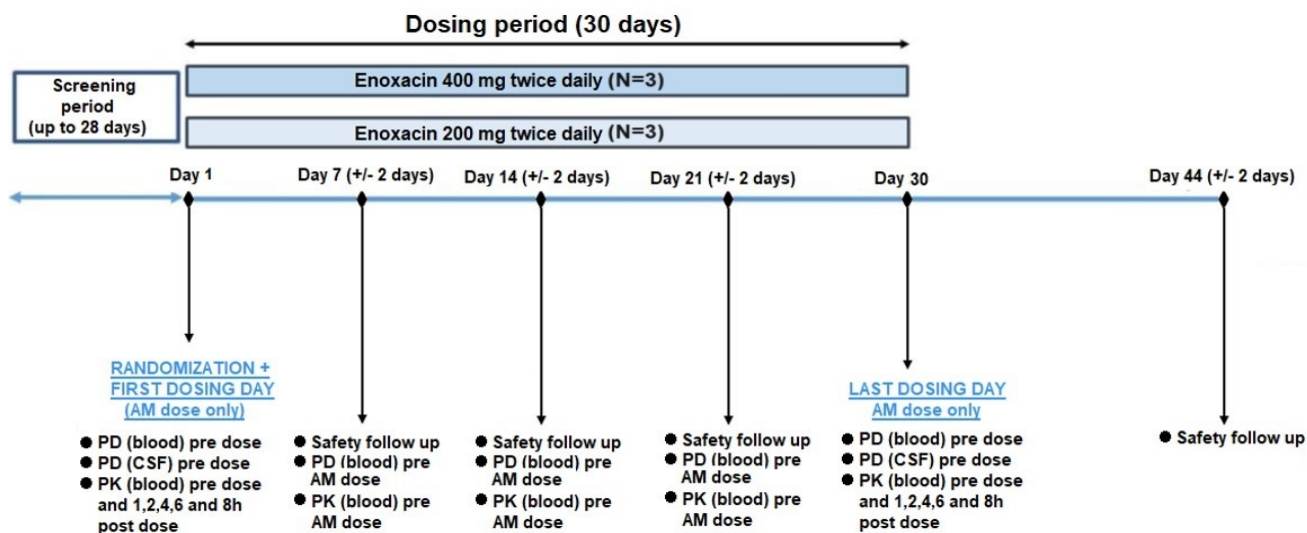 Dosing period (30 days)
Screening
period
(up to 28 days)
Enoxacin 400 mg twice daily (N=3)
Enoxacin 200 mg twice daily (N=3)
Day 1
Day 7 (+/- 2 days)
Day 14 (+/- 2 days)
Day 21 (+/- 2 days)
Day 30
Day 44 (+/- 2 days)
RANDOMIZATION +
FIRST DOSING DAY
(AM dose only)
● PD (blood) pre dose
● PD (CSF) pre dose
● PK (blood) pre dose
and 1,2,4,6 and 8h
post dose
● Safety follow up
● PD (blood) pre
AM dose
● PK (blood) pre
AM dose
● Safety follow up
● PD (blood) pre
AM dose
● PK (blood) pre
AM dose
● Safety follow up
● PD (blood) pre
AM dose
● PK (blood) pre
AM dose
LAST DOSING DAY
AM dose only
● PD (blood) pre dose
● PD (CSF) pre dose
● PK (blood) pre dose
and 1,2,4,6 and 8h
post dose
● Safety follow up